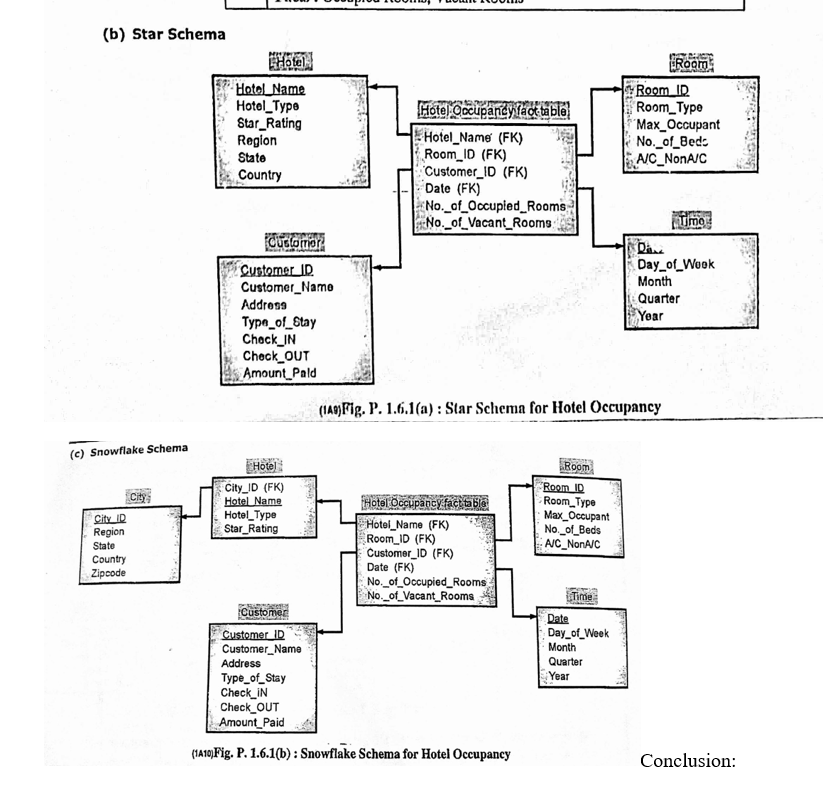 (b) Star Schema
Hotel
Hotel_Name
Hotel_Type
Star_Rating
Region
State
Country
Hotel Occupancy fact table
Hotel_Name (FK)
Room_ID (FK)
Customer_ID (FK)
Date (FK)
No._of_Occupied_Rooms
No._of_Vacant_Rooms
Room
Room_ID
Room_Type
Max_Occupant
No._of_Beds
A/C_NonA/C
Customer
Customer_ID
Customer_Name
Address
Type_of_Stay
Check_IN
Check_OUT
Amount_Paid
Time
Day_of_Week
Month
Quarter
Year
(1A9)Fig. P. 1.6.1(a) : Star Schema for Hotel Occupancy
(c) Snowflake Schema
City
City_ID
Region
State
Country
Zipcode
Hotel
City_ID (FK)
Hotel_Name
Hotel_Type
Star_Rating
Hotel Occupancy fact table
Hotel_Name (FK)
Room_ID (FK)
Customer_ID (FK)
Date (FK)
No._of_Occupied_Rooms
No._of_Vacant_Rooms
Room
Room_ID
Room_Type
Max_Occupant
No._of_Beds
A/C_NonA/C
Customer
Customer_ID
Customer_Name
Address
Type_of_Stay
Check_IN
Check_OUT
Amount_Paid
Time
Date
Day_of_Week
Month
Quarter
Year
(1A10)Fig. P. 1.6.1(b) : Snowflake Schema for Hotel Occupancy
Conclusion: